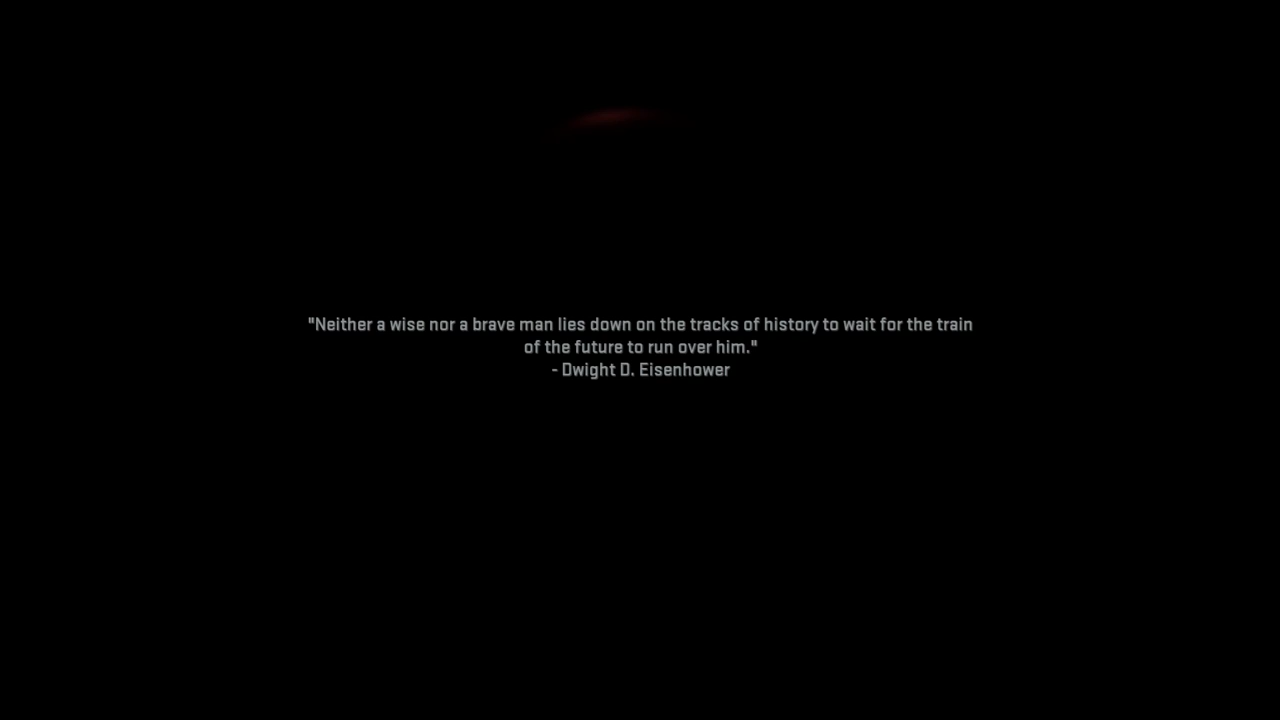 "Neither a wise nor a brave man lies down on the tracks of history to wait for the train
of the future to run over him."
- Dwight D. Eisenhower